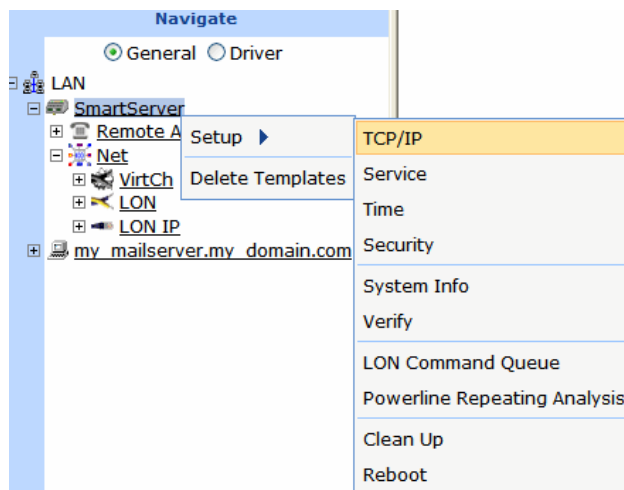 Navigate
General Driver
LAN
SmartServer
Remote A
Net
VirtCh
LON
LON IP
my_mailserver.my_domain.com
Setup
Delete Templates
TCP/IP
Service
Time
Security
System Info
Verify
LON Command Queue
Powerline Repeating Analysis
Clean Up
Reboot